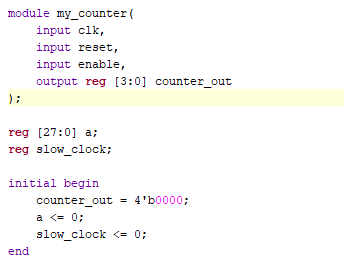 module my_counter(
    input clk,
    input reset,
    input enable,
    output reg [3:0] counter_out
);
reg [27:0] a;
reg slow_clock;
initial begin
    counter_out = 4'b0000;
    a <= 0;
    slow_clock <= 0;
end